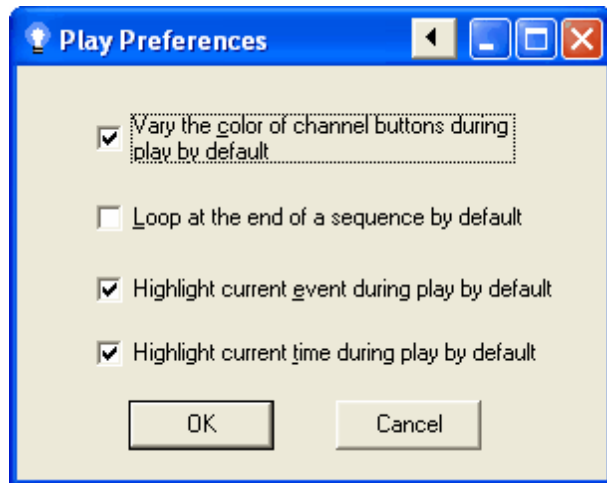 Play Preferences
Vary the color of channel buttons during
play by default
Loop at the end of a sequence by default
Highlight current event during play by default
Highlight current time during play by default
OK
Cancel